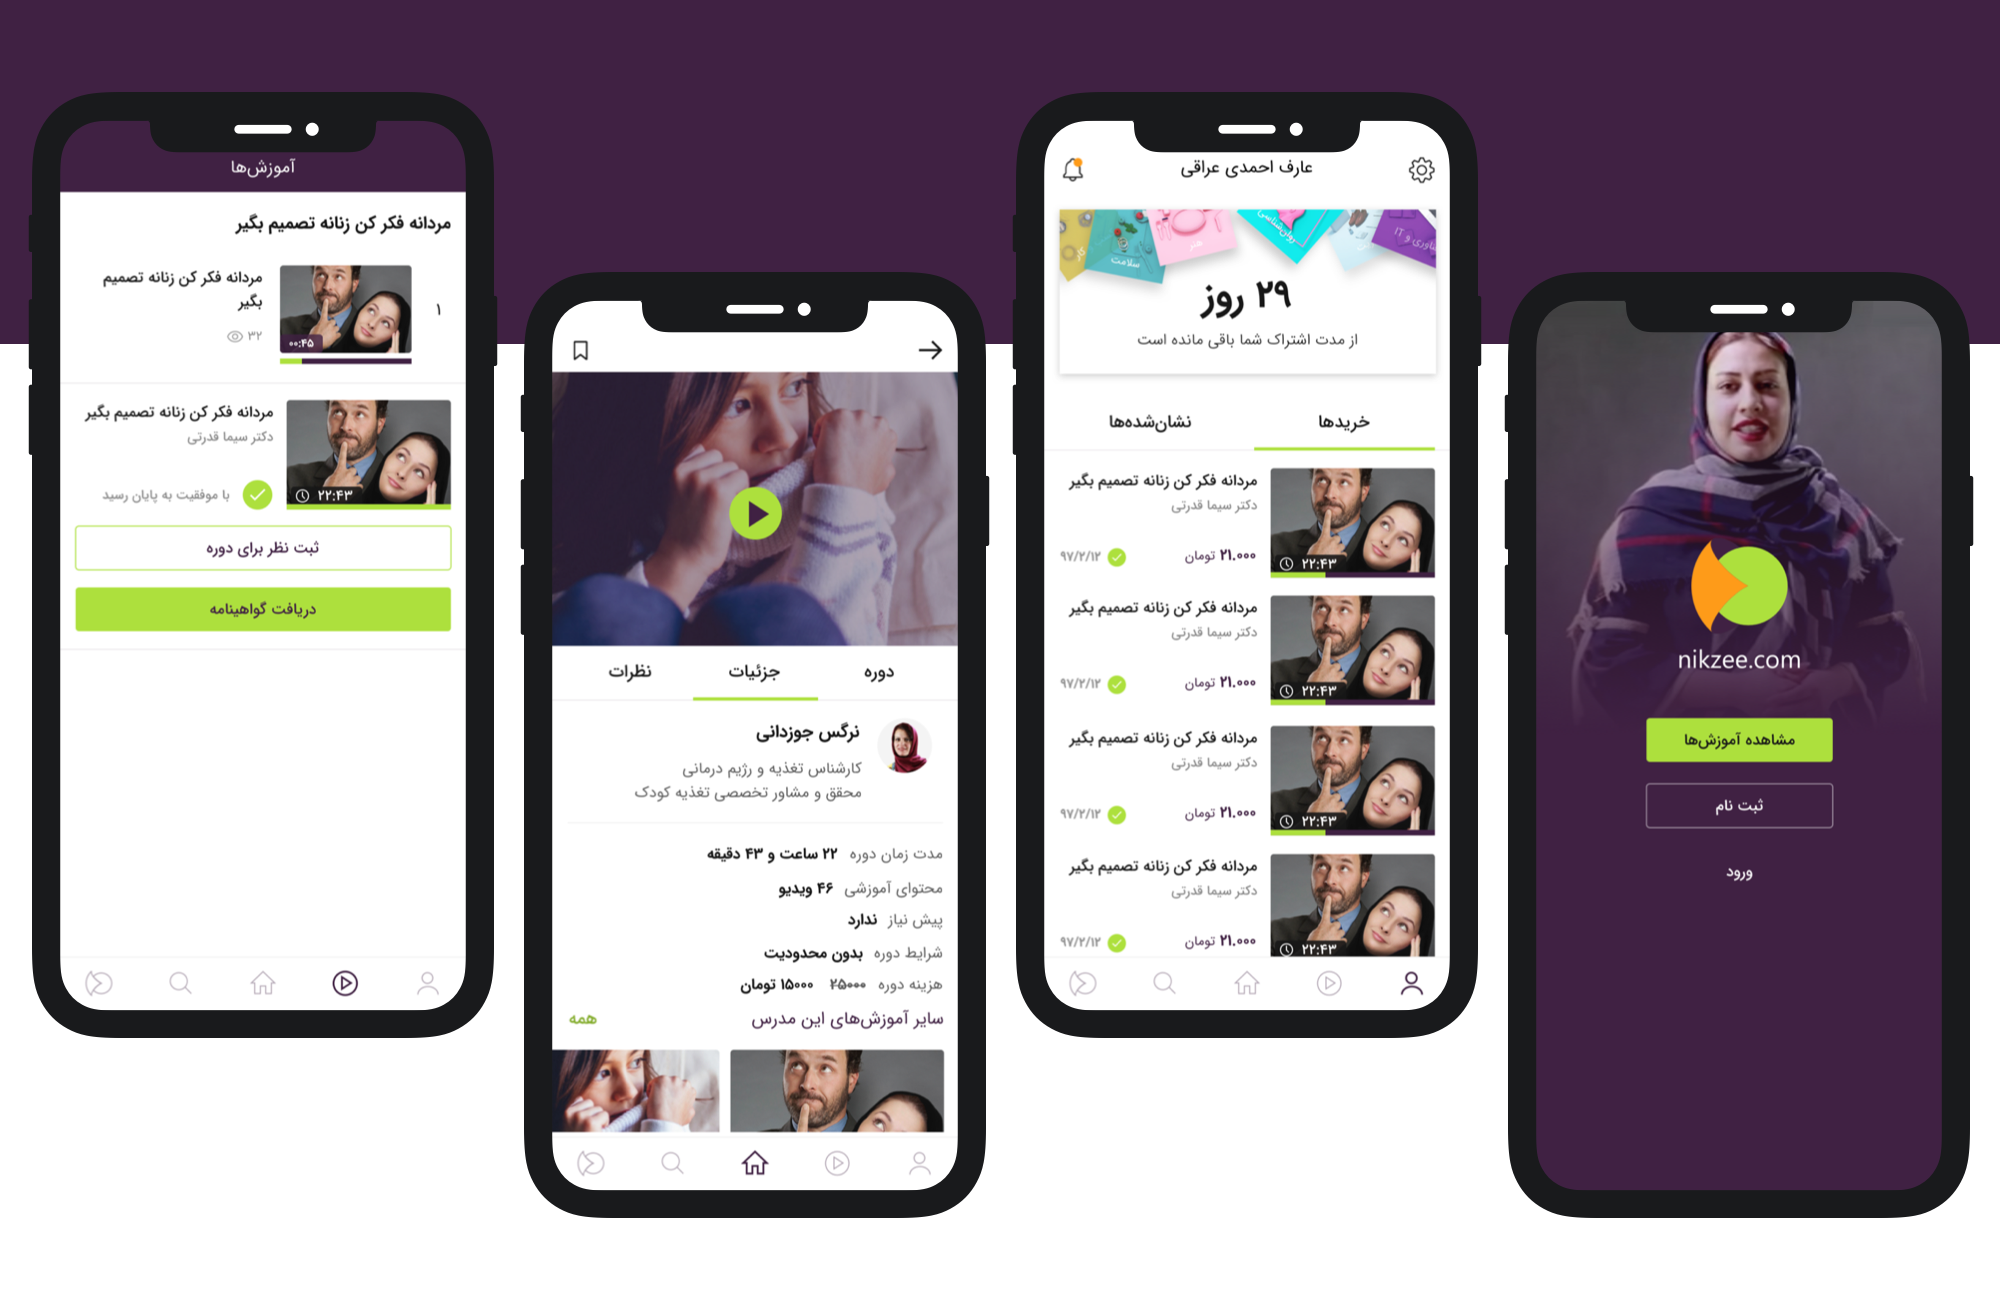 آموزش‌ها
مردانه فکر کن زنانه تصمیم بگیر
۱
مردانه فکر کن زنانه تصمیم
بگیر
۳۲
۰۰:۴۵
مردانه فکر کن زنانه تصمیم بگیر
دکتر سیما قدرتی
با موفقیت به پایان رسید
۲۲:۴۳
ثبت نظر برای دوره
دریافت گواهینامه
دوره
جزئیات
نظرات
نرگس جوزدانی
کارشناس تغذیه و رژیم درمانی
محقق و مشاور تخصصی تغذیه کودک
مدت زمان دوره ۲۲ ساعت و ۴۳ دقیقه
محتوای آموزشی ۴۶ ویدیو
پیش نیاز ندارد
شرایط دوره بدون محدودیت
هزینه دوره ۲۵۰۰۰ ۱۵۰۰۰ تومان
سایر آموزش‌های این مدرس
همه
عارف احمدی عراقی
ناوری و IT
روان‌شناسی
هنر
سلامت
کار
۲۹ روز
از مدت اشتراک شما باقی مانده است
خریدها
نشان‌شده‌ها
مردانه فکر کن زنانه تصمیم بگیر
دکتر سیما قدرتی
۲۱.۰۰۰ تومان
۹۷/۲/۱۲
۲۲:۴۳
مردانه فکر کن زنانه تصمیم بگیر
دکتر سیما قدرتی
۲۱.۰۰۰ تومان
۹۷/۲/۱۲
۲۲:۴۳
مردانه فکر کن زنانه تصمیم بگیر
دکتر سیما قدرتی
۲۱.۰۰۰ تومان
۹۷/۲/۱۲
۲۲:۴۳
مردانه فکر کن زنانه تصمیم بگیر
دکتر سیما قدرتی
۲۱.۰۰۰ تومان
۹۷/۲/۱۲
۲۲:۴۳
nikzee.com
مشاهده آموزش‌ها
ثبت نام
ورود